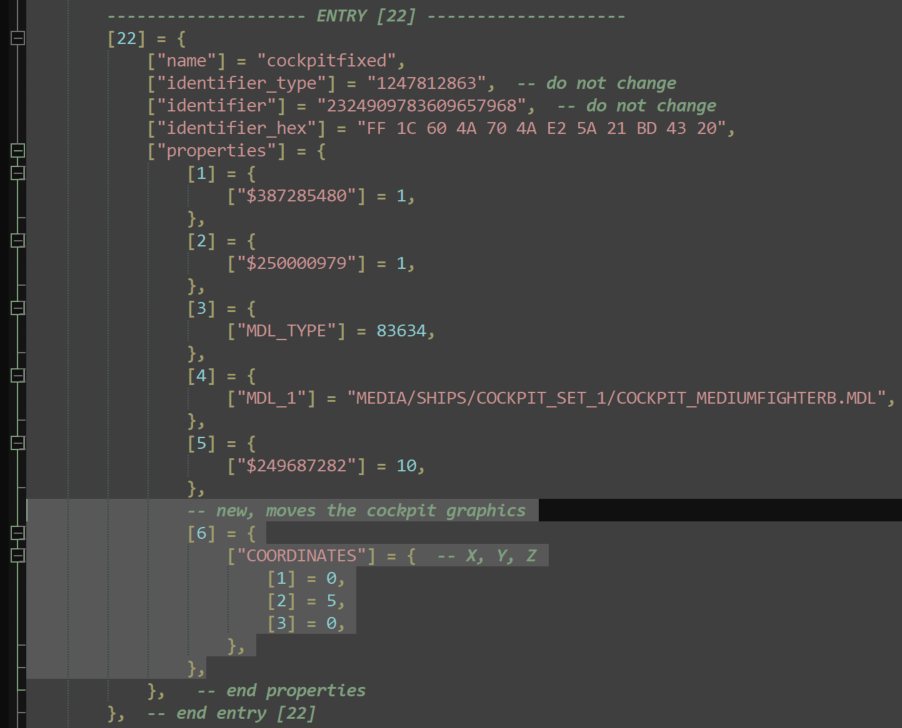 -------------------- ENTRY [22] --------------------
[22] = {
["name"] = "cockpitfixed",
["identifier_type"] = "1247812863",  -- do not change
["identifier"] = "2324909783609657968",  -- do not change
["identifier_hex"] = "FF 1C 60 4A 70 4A E2 5A 21 BD 43 20",
["properties"] = {
[1] = {
["$387285480"] = 1,
},
[2] = {
["$250000979"] = 1,
},
[3] = {
["MDL_TYPE"] = 83634,
},
[4] = {
["MDL_1"] = "MEDIA/SHIPS/COCKPIT_SET_1/COCKPIT_MEDIUMFIGHTERB.MDL",
},
[5] = {
["$249687282"] = 10,
},
-- new, moves the cockpit graphics
[6] = {
["COORDINATES"] = {  -- X, Y, Z
[1] = 0,
[2] = 5,
[3] = 0,
},
},
},   -- end properties
},  -- end entry [22]